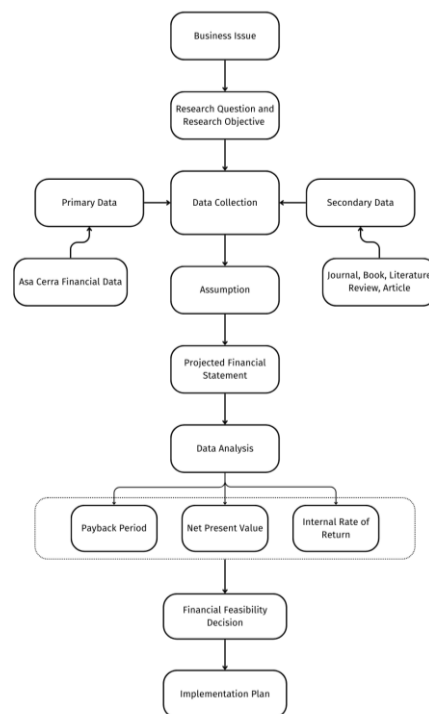 Business Issue
Research Question and
Research Objective
Primary Data
Data Collection
Secondary Data
Asa Cerra Financial Data
Assumption
Journal, Book, Literature
Review, Article
Projected Financial
Statement
Data Analysis
Payback Period
Net Present Value
Internal Rate of
Return
Financial Feasibility
Decision
Implementation Plan